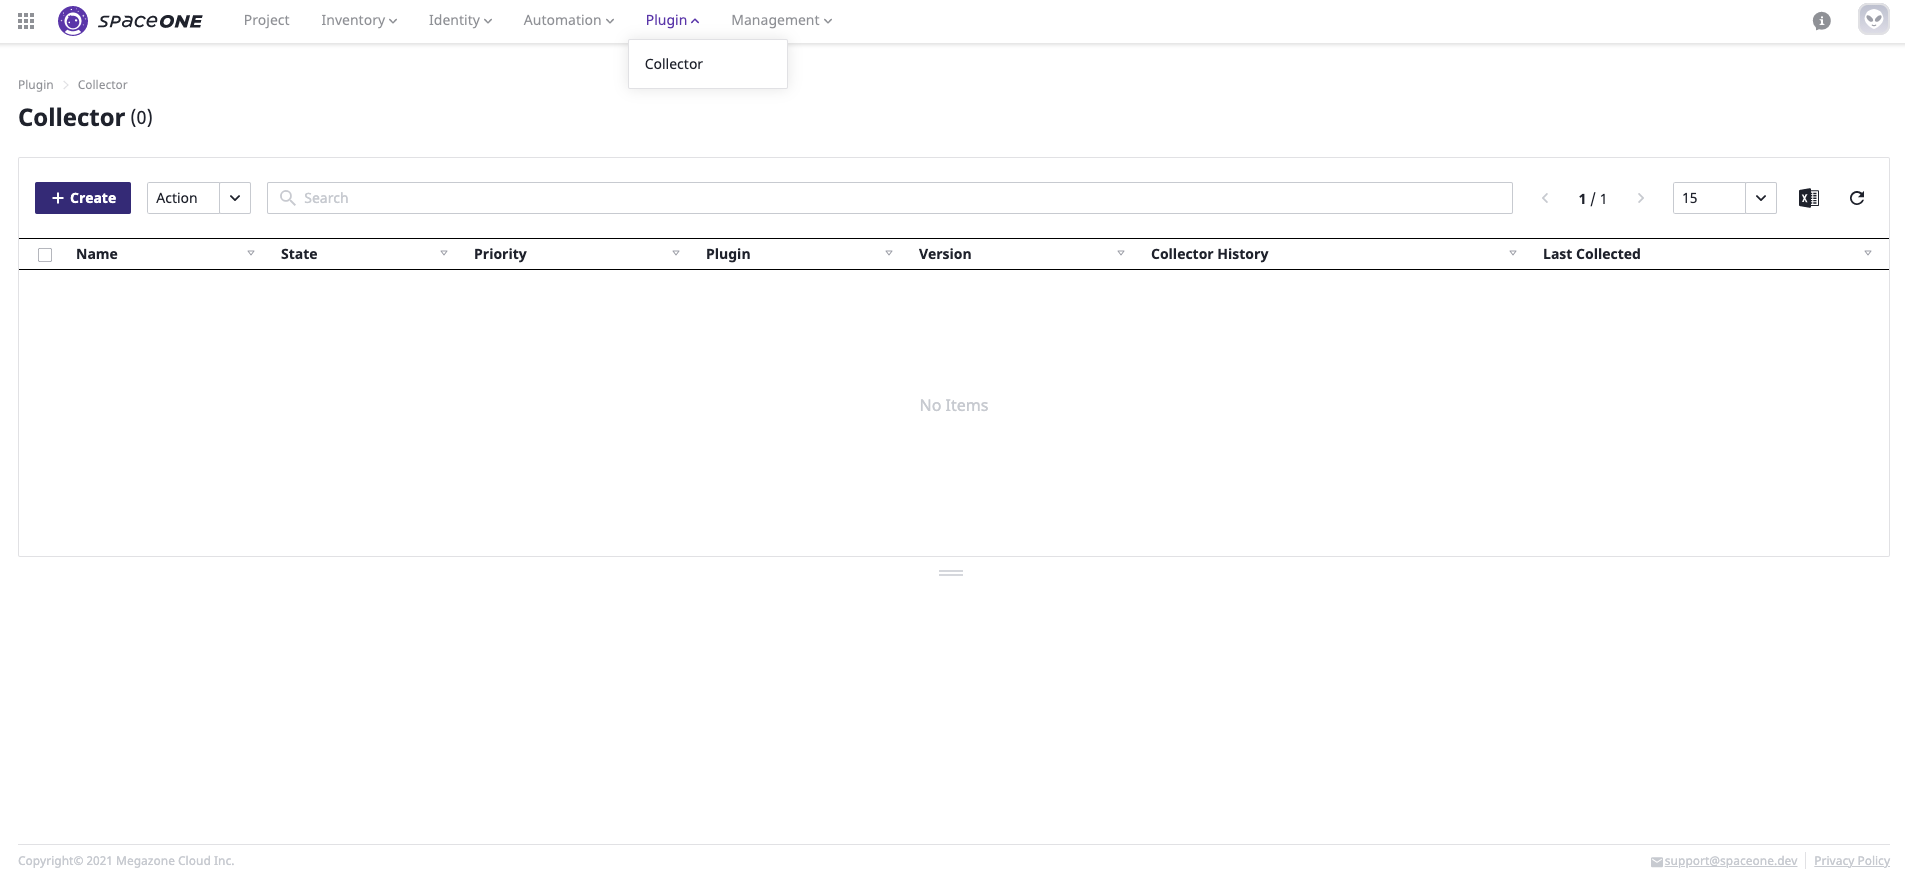 spaceONE Project Inventory Identity Automation Plugin Management
Collector
Plugin Collector
Collector (0)
+ Create Action Search 1 / 1 15
Name State Priority Plugin Version Collector History Last Collected
No Items
Copyright© 2021 Megazone Cloud Inc. support@spaceone.dev Privacy Policy